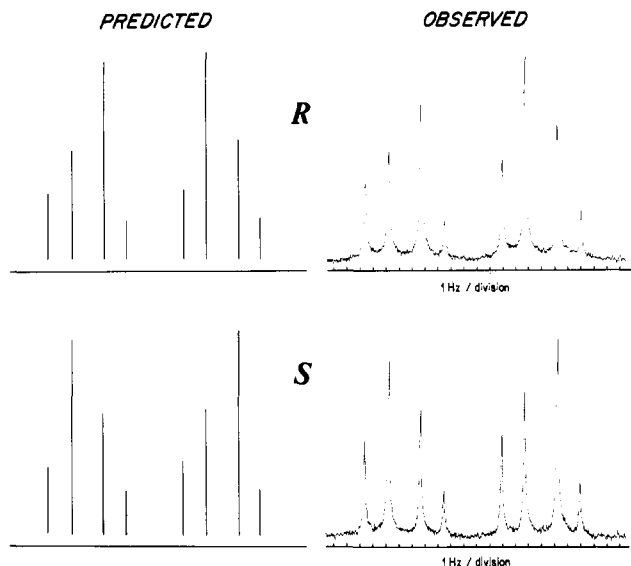 PREDICTED
OBSERVED
R
1 Hz / division
S
1 Hz / division